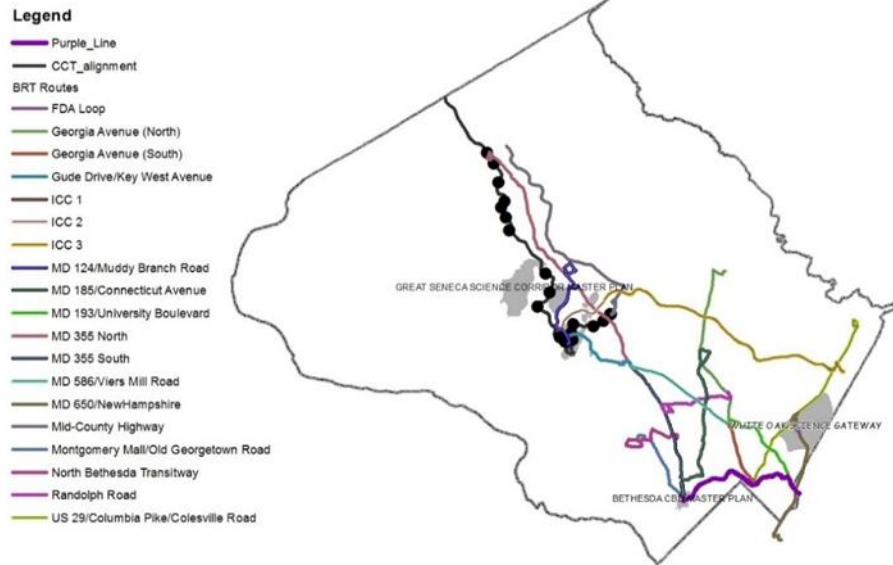 Legend
Purple_Line
CCT_alignment
BRT Routes
FDA Loop
Georgia Avenue (North)
Georgia Avenue (South)
Gude Drive/Key West Avenue
ICC 1
ICC 2
ICC 3
MD 124/Muddy Branch Road
MD 185/Connecticut Avenue
MD 193/University Boulevard
MD 355 North
MD 355 South
MD 586/Viers Mill Road
MD 650/NewHampshire
Mid-County Highway
Montgomery Mall/Old Georgetown Road
North Bethesda Transitway
Randolph Road
US 29/Columbia Pike/Colesville Road
GREAT SENECA SCIENCE CORRIDOR MASTER PLAN
WHITE OAK SCIENCE GATEWAY
BETHESDA CBD MASTER PLAN